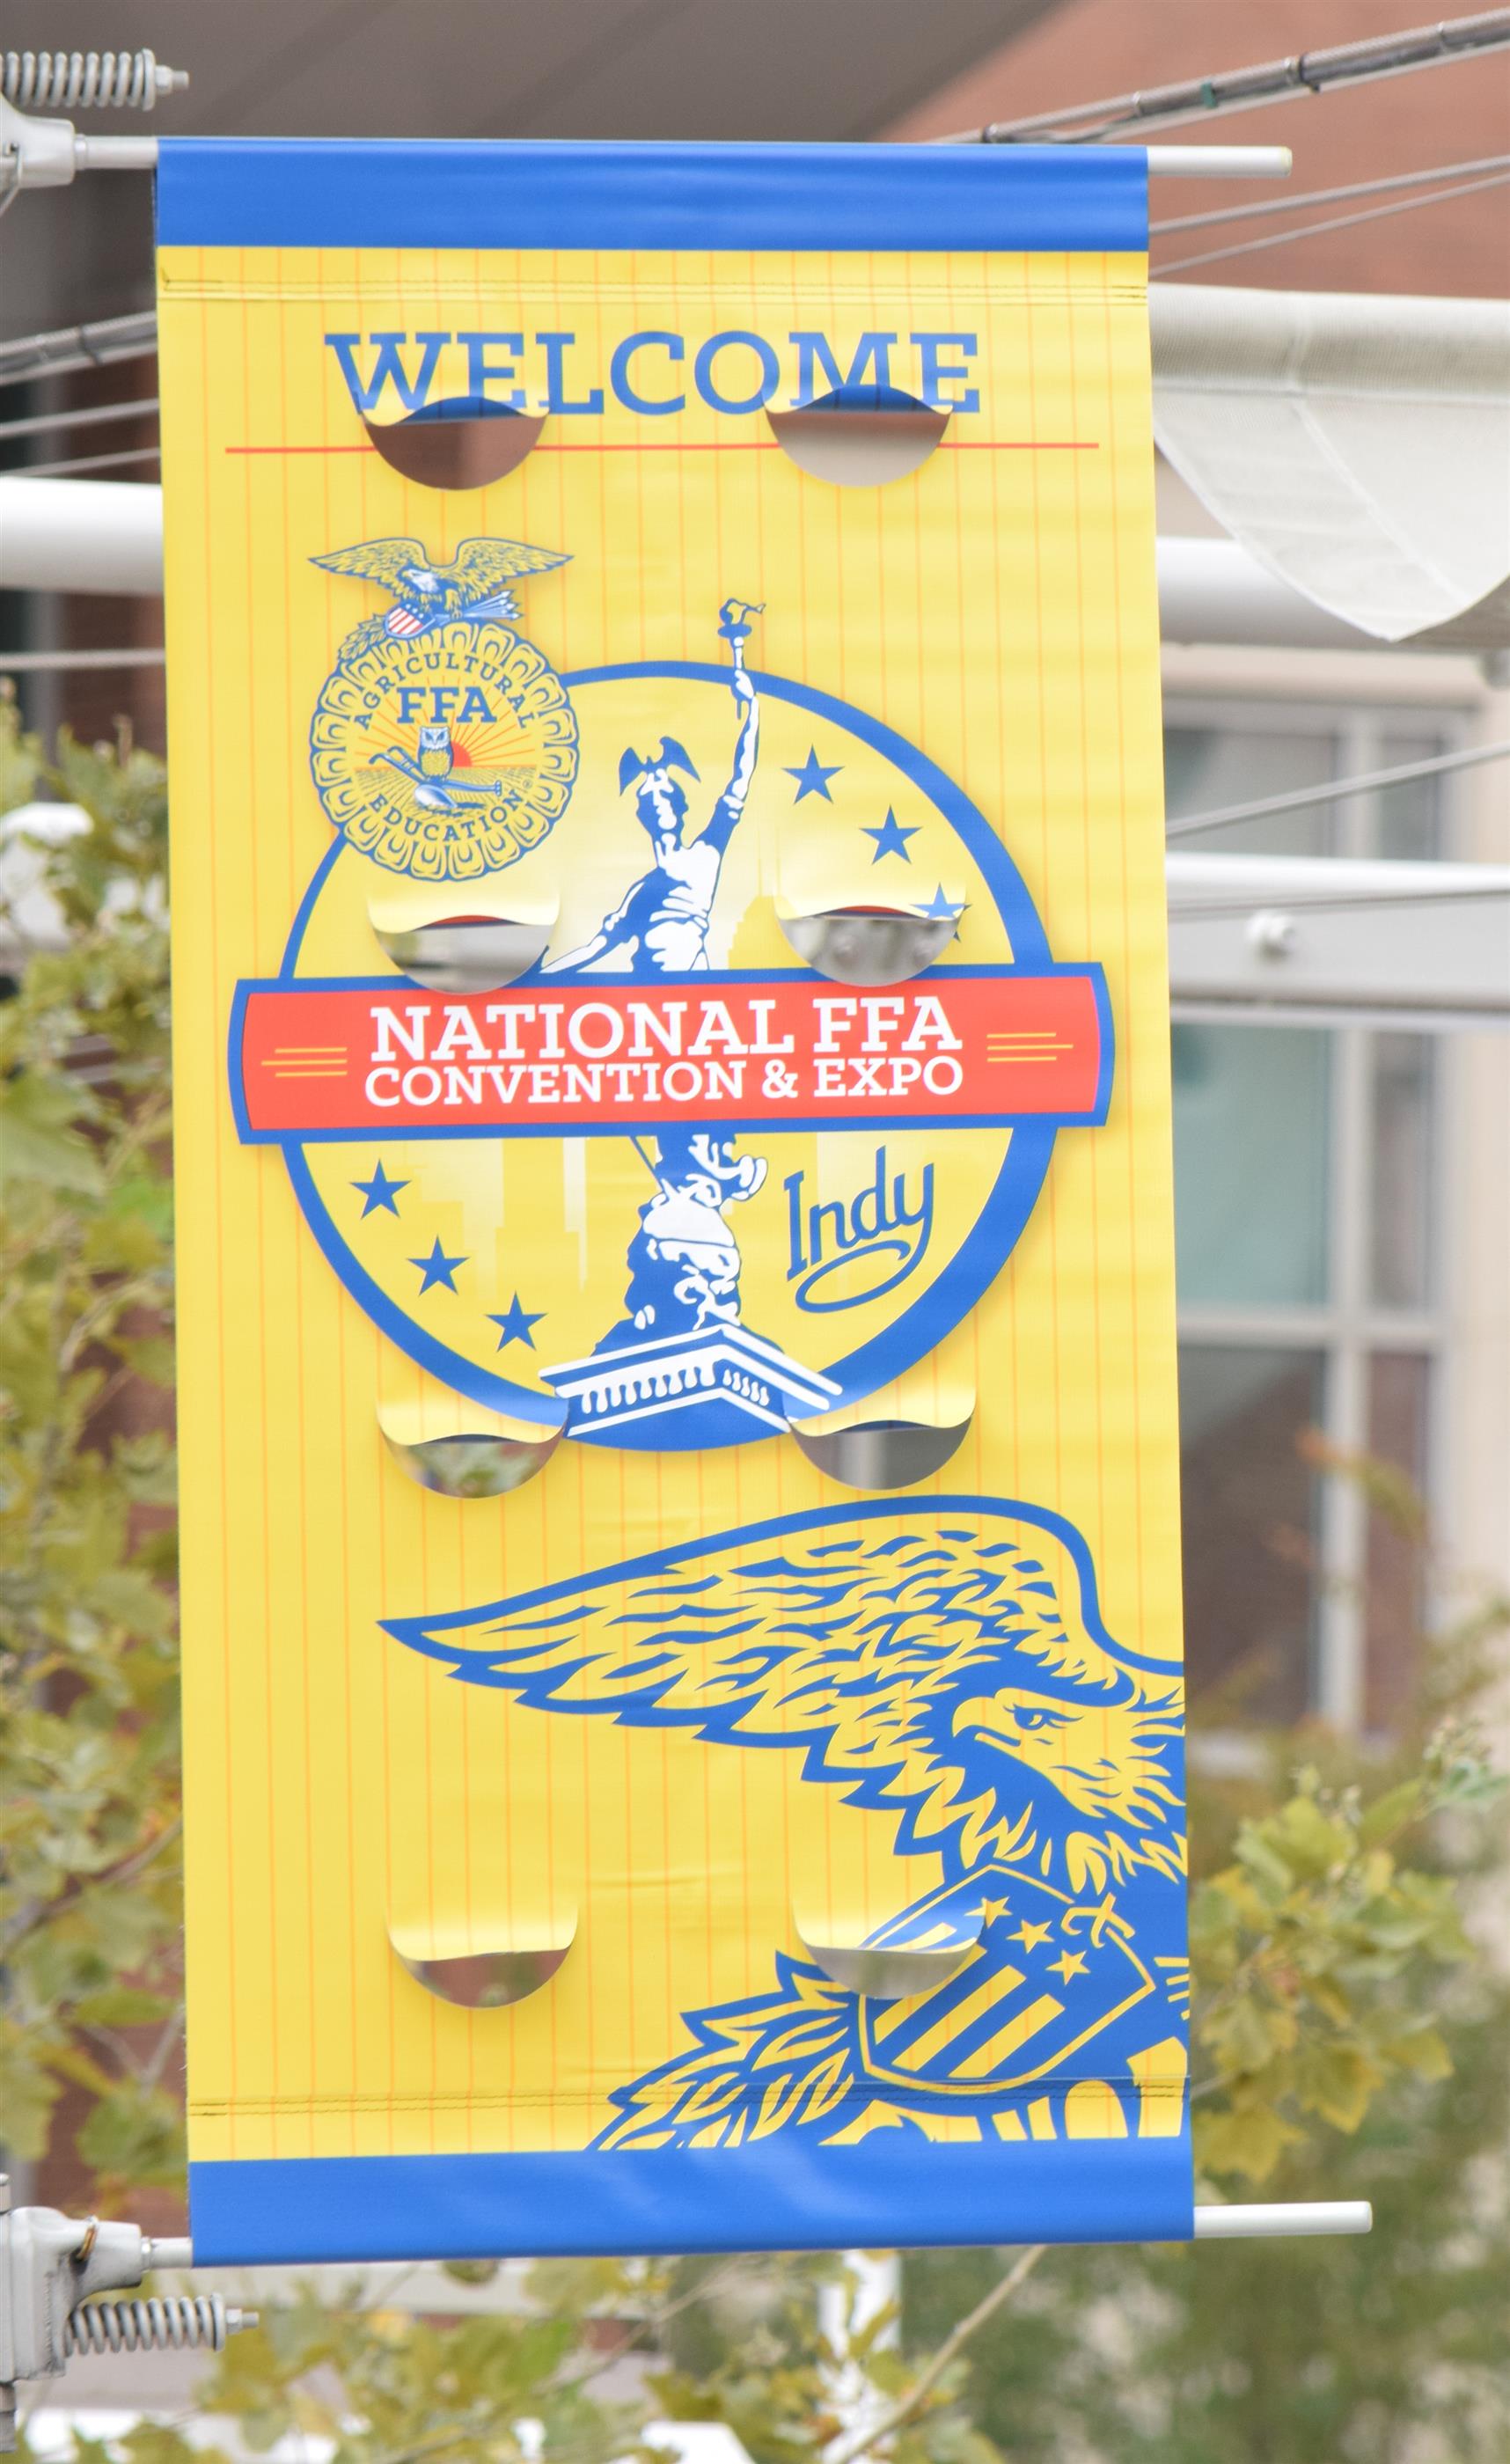 WELCOME
AGRICULTURAL
FFA
EDUCATION
NATIONAL FFA
CONVENTION & EXPO
Indy